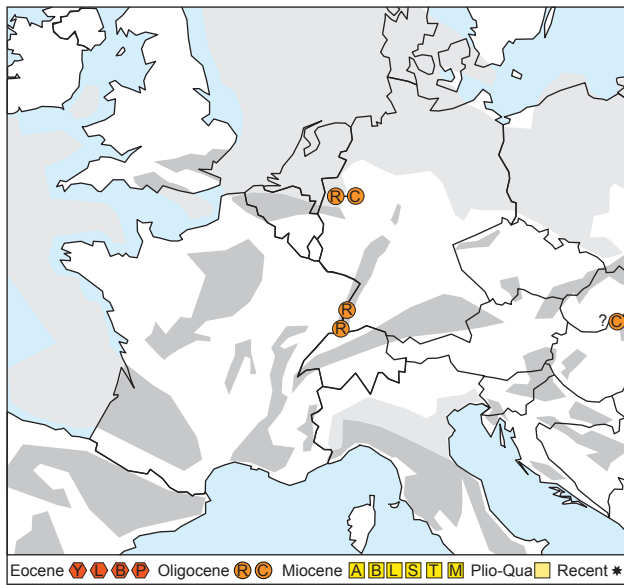 R C
R
R
? C
Eocene Y L B P Oligocene R C Miocene A B L S T M Plio-Qua Recent *